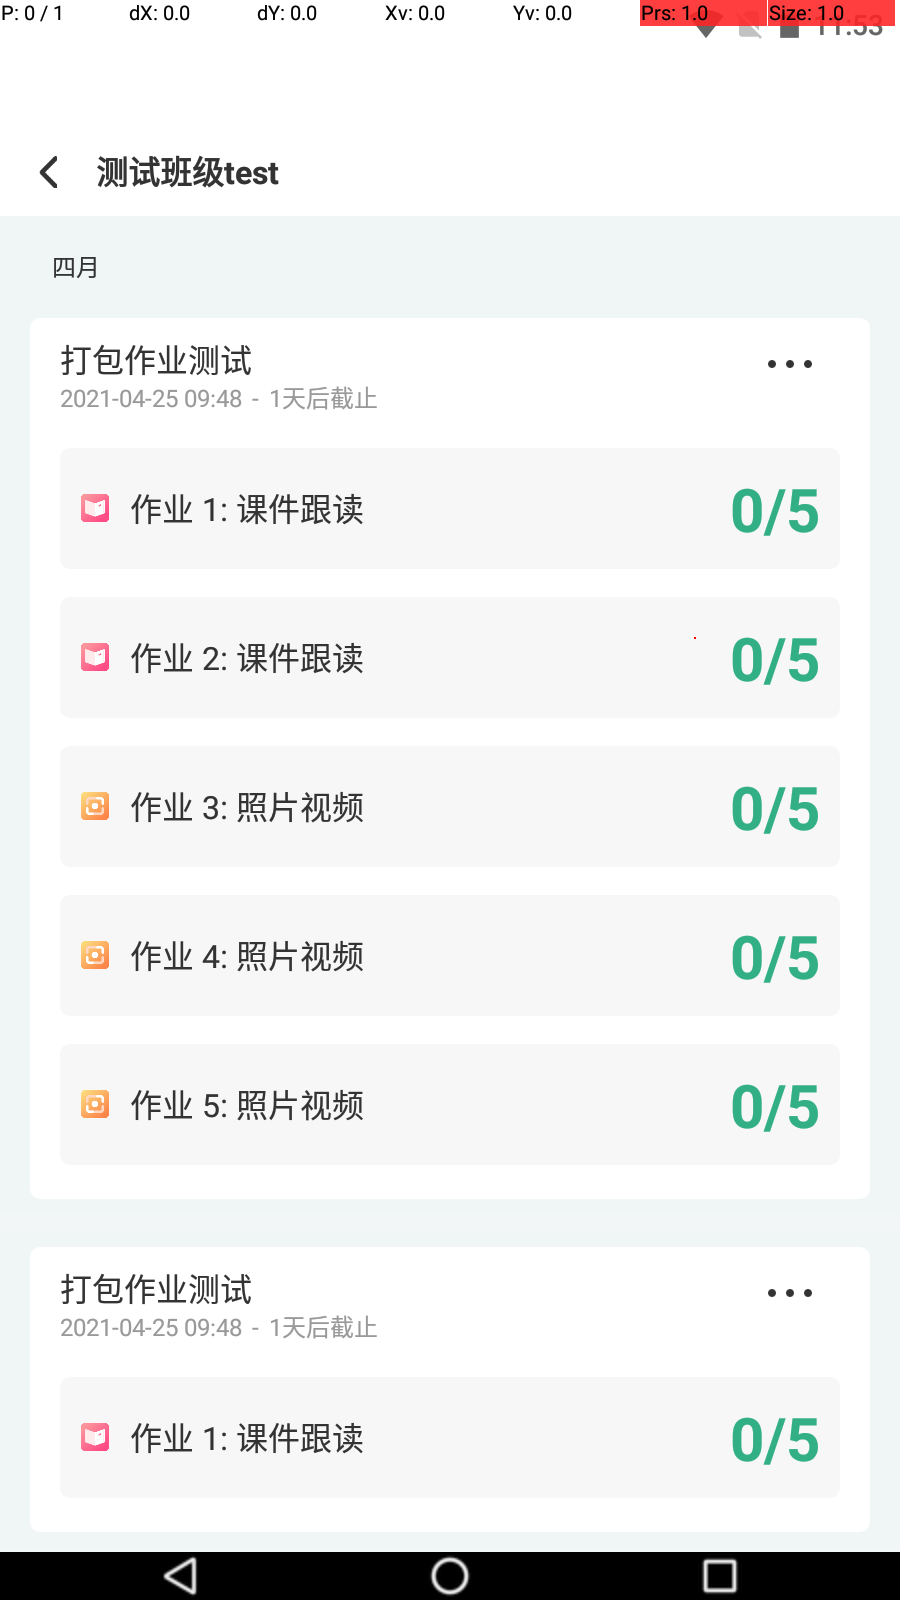 P: 0 / 1 dX: 0.0 dY: 0.0 Xv: 0.0 Yv: 0.0 Prs: 1.0 Size: 1.0
11:53
测试班级test
四月
打包作业测试
2021-04-25 09:48 - 1天后截止
作业 1: 课件跟读 0/5
作业 2: 课件跟读 0/5
作业 3: 照片视频 0/5
作业 4: 照片视频 0/5
作业 5: 照片视频 0/5
打包作业测试
2021-04-25 09:48 - 1天后截止
作业 1: 课件跟读 0/5